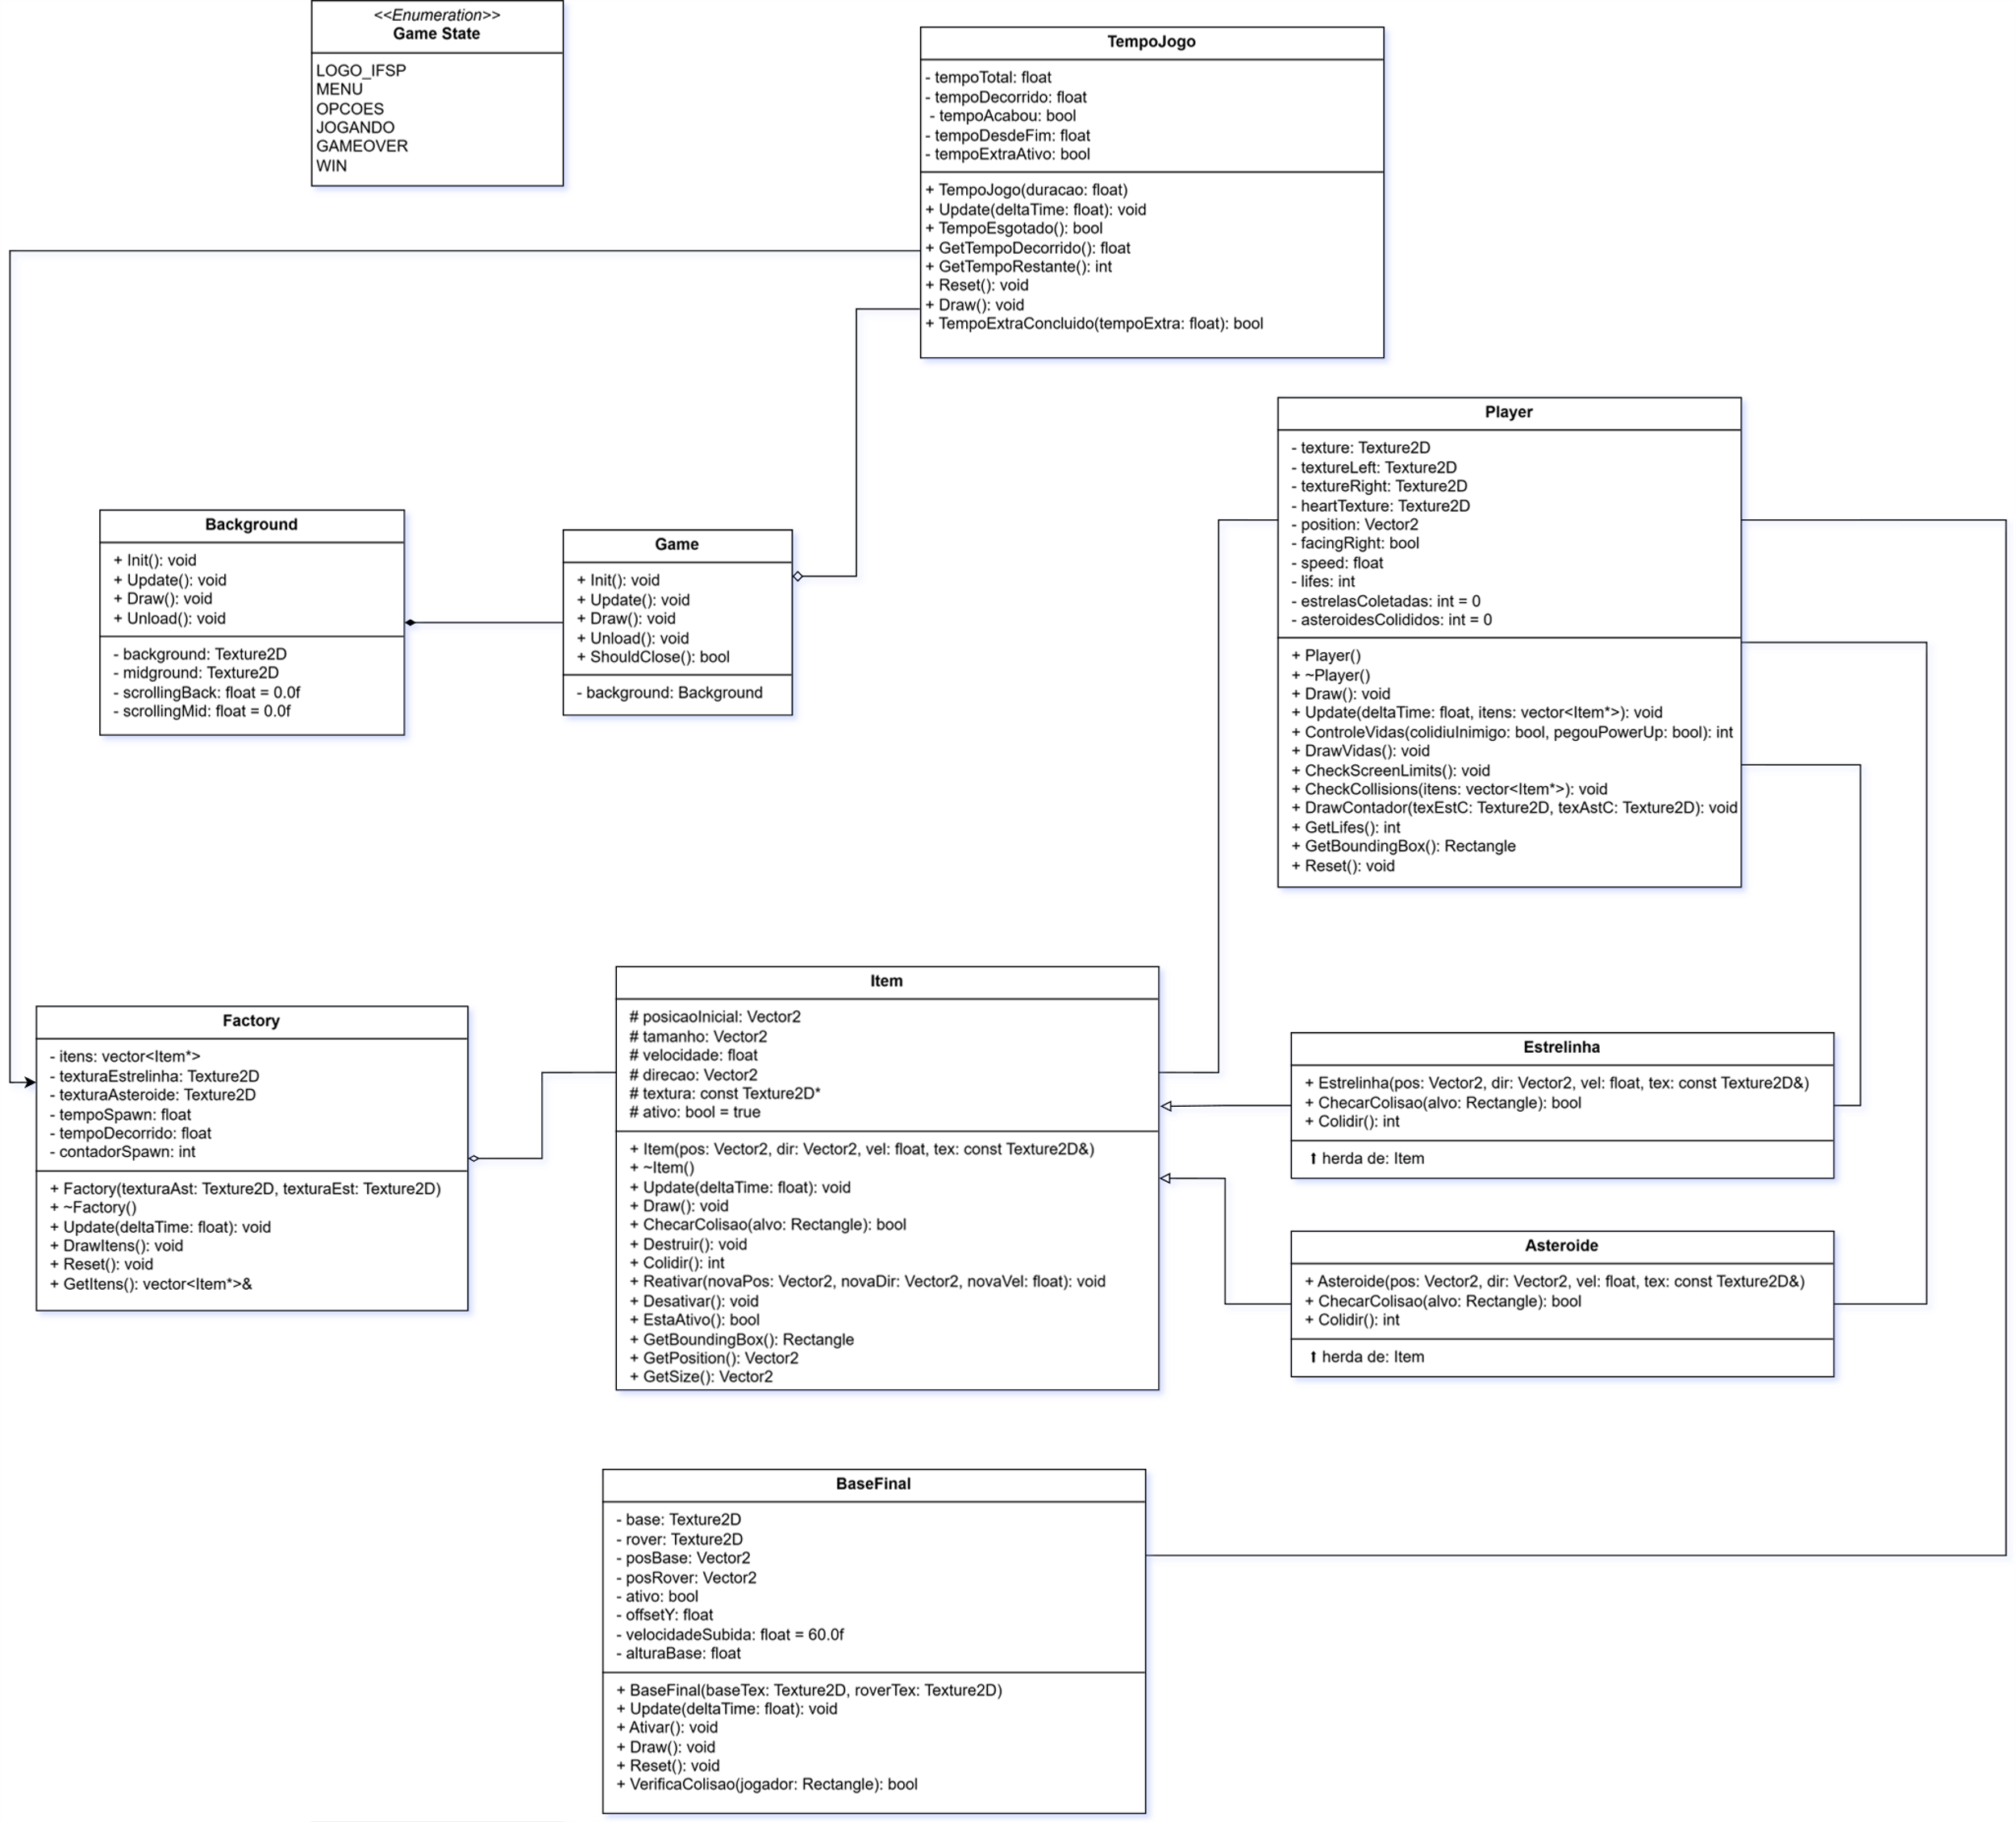 <<Enumeration>>
Game State
LOGO_IFSP
MENU
OPCOES
JOGANDO
GAMEOVER
WIN
TempoJogo
- tempoTotal: float
- tempoDecorrido: float
- tempoAcabou: bool
- tempoDesdeFim: float
- tempoExtraAtivo: bool
+ TempoJogo(duracao: float)
+ Update(deltaTime: float): void
+ TempoEsgotado(): bool
+ GetTempoDecorrido(): float
+ GetTempoRestante(): int
+ Reset(): void
+ Draw(): void
+ TempoExtraConcluido(tempoExtra: float): bool
Player
- texture: Texture2D
- textureLeft: Texture2D
- textureRight: Texture2D
- heartTexture: Texture2D
- position: Vector2
- facingRight: bool
- speed: float
- lifes: int
- estrelasColetadas: int = 0
- asteroidesColididos: int = 0
+ Player()
+ ~Player()
+ Draw(): void
+ Update(deltaTime: float, itens: vector<Item*>): void
+ ControleVidas(colidiuInimigo: bool, pegouPowerUp: bool): int
+ DrawVidas(): void
+ CheckScreenLimits(): void
+ CheckCollisions(itens: vector<Item*>): void
+ DrawContador(texEstC: Texture2D, texAstC: Texture2D): void
+ GetLifes(): int
+ GetBoundingBox(): Rectangle
+ Reset(): void
Background
+ Init(): void
+ Update(): void
+ Draw(): void
+ Unload(): void
- background: Texture2D
- midground: Texture2D
- scrollingBack: float = 0.0f
- scrollingMid: float = 0.0f
Game
+ Init(): void
+ Update(): void
+ Draw(): void
+ Unload(): void
+ ShouldClose(): bool
- background: Background
Factory
- itens: vector<Item*>
- texturaEstrelinha: Texture2D
- texturaAsteroide: Texture2D
- tempoSpawn: float
- tempoDecorrido: float
- contadorSpawn: int
+ Factory(texturaAst: Texture2D, texturaEst: Texture2D)
+ ~Factory()
+ Update(deltaTime: float): void
+ DrawItens(): void
+ Reset(): void
+ GetItens(): vector<Item*>&
Item
# posicaoInicial: Vector2
# tamanho: Vector2
# velocidade: float
# direcao: Vector2
# textura: const Texture2D*
# ativo: bool = true
+ Item(pos: Vector2, dir: Vector2, vel: float, tex: const Texture2D&)
+ ~Item()
+ Update(deltaTime: float): void
+ Draw(): void
+ ChecarColisao(alvo: Rectangle): bool
+ Destruir(): void
+ Colidir(): int
+ Reativar(novaPos: Vector2, novaDir: Vector2, novaVel: float): void
+ Desativar(): void
+ EstaAtivo(): bool
+ GetBoundingBox(): Rectangle
+ GetPosition(): Vector2
+ GetSize(): Vector2
Estrelinha
+ Estrelinha(pos: Vector2, dir: Vector2, vel: float, tex: const Texture2D&)
+ ChecarColisao(alvo: Rectangle): bool
+ Colidir(): int
⭡ herda de: Item
Asteroide
+ Asteroide(pos: Vector2, dir: Vector2, vel: float, tex: const Texture2D&)
+ ChecarColisao(alvo: Rectangle): bool
+ Colidir(): int
⭡ herda de: Item
BaseFinal
- base: Texture2D
- rover: Texture2D
- posBase: Vector2
- posRover: Vector2
- ativo: bool
- offsetY: float
- velocidadeSubida: float = 60.0f
- alturaBase: float
+ BaseFinal(baseTex: Texture2D, roverTex: Texture2D)
+ Update(deltaTime: float): void
+ Ativar(): void
+ Draw(): void
+ Reset(): void
+ VerificaColisao(jogador: Rectangle): bool